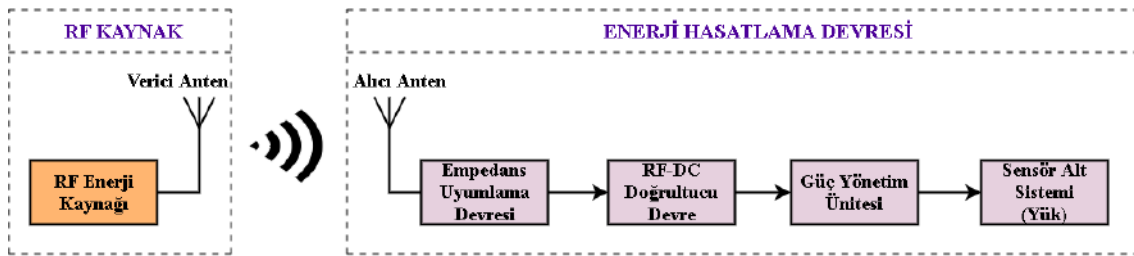 RF KAYNAK
ENERJİ HASATLAMA DEVRESİ
Verici Anten
Alıcı Anten
RF Enerji
Kaynağı
Empedans
Uyumlama
Devresi
RF-DC
Doğrultucu
Devre
Güç Yönetim
Ünitesi
Sensör Alt
Sistemi
(Yük)